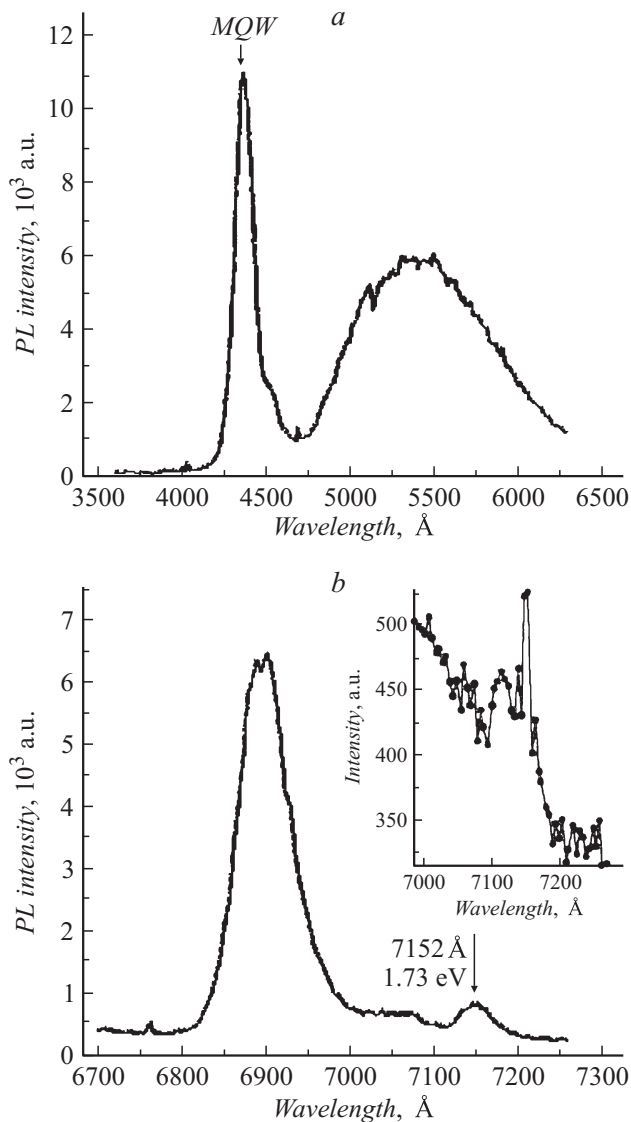 a
MQW
12
10
8
6
4
2
0
PL intensity, 10³ a.u.
3500 4000 4500 5000 5500 6000 6500
Wavelength, Å
b
7
6
5
4
3
2
1
0
PL intensity, 10³ a.u.
500
450
400
350
Intensity, a.u.
7000 7100 7200
Wavelength, Å
7152 Å
1.73 eV
6700 6800 6900 7000 7100 7200 7300
Wavelength, Å